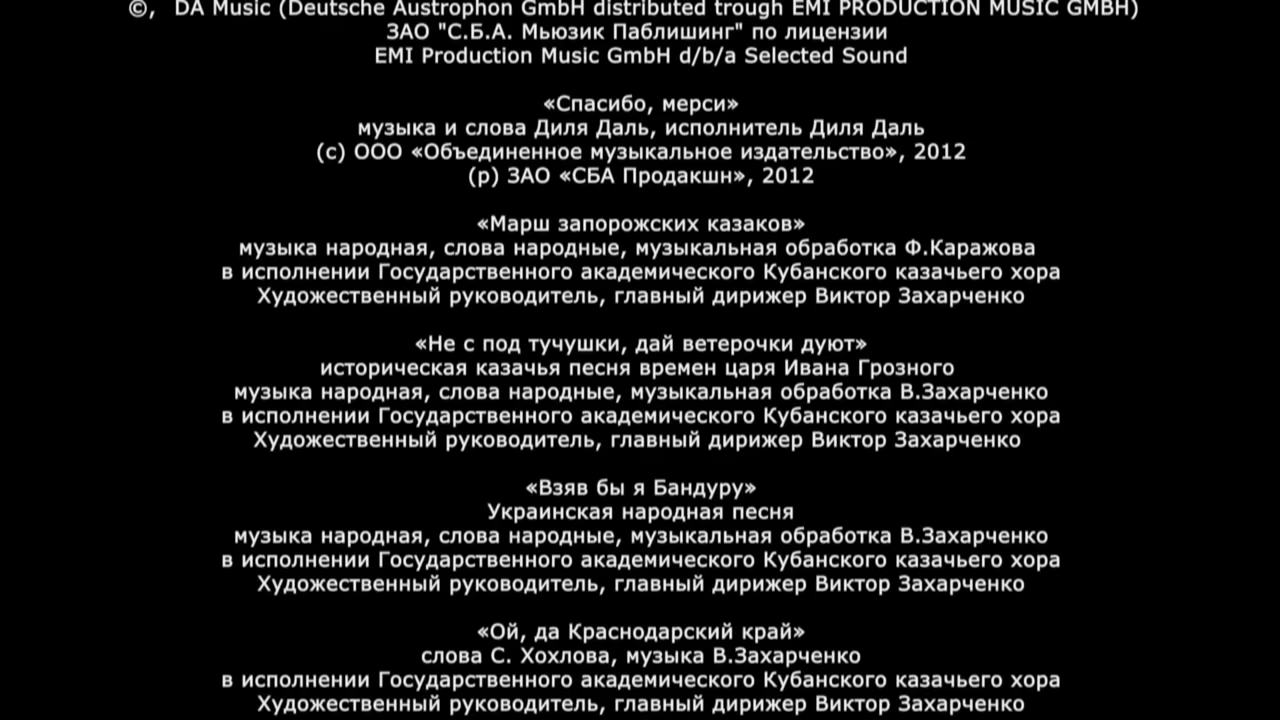 ©,  DA Music (Deutsche Austrophon GmbH distributed trough EMI PRODUCTION MUSIC GMBH)
ЗАО "С.Б.А. Мьюзик Паблишинг" по лицензии
EMI Production Music GmbH d/b/a Selected Sound
«Спасибо, мерси»
музыка и слова Диля Даль, исполнитель Диля Даль
(с) ООО «Объединенное музыкальное издательство», 2012
(р) ЗАО «СБА Продакшн», 2012
«Марш запорожских казаков»
музыка народная, слова народные, музыкальная обработка Ф.Каражова
в исполнении Государственного академического Кубанского казачьего хора
Художественный руководитель, главный дирижер Виктор Захарченко
«Не с под тучушки, дай ветерочки дуют»
историческая казачья песня времен царя Ивана Грозного
музыка народная, слова народные, музыкальная обработка В.Захарченко
в исполнении Государственного академического Кубанского казачьего хора
Художественный руководитель, главный дирижер Виктор Захарченко
«Взяв бы я Бандуру»
Украинская народная песня
музыка народная, слова народные, музыкальная обработка В.Захарченко
в исполнении Государственного академического Кубанского казачьего хора
Художественный руководитель, главный дирижер Виктор Захарченко
«Ой, да Краснодарский край»
слова С. Хохлова, музыка В.Захарченко
в исполнении Государственного академического Кубанского казачьего хора
Художественный руководитель, главный дирижер Виктор Захарченко